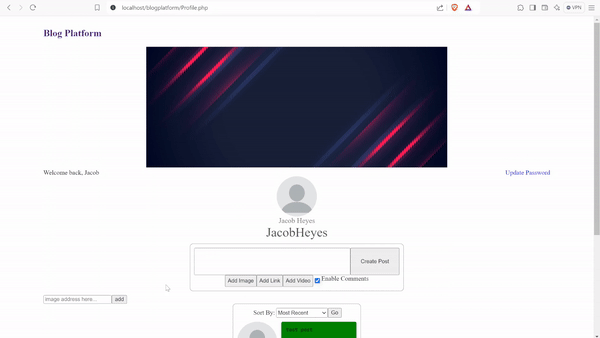 localhost/blogplatform/Profile.php
VPN
Blog Platform
Welcome back, Jacob
Update Password
Jacob Heyes
JacobHeyes
Create Post
Add Image Add Link Add Video Enable Comments
image address here... add
Sort By: Most Recent Go